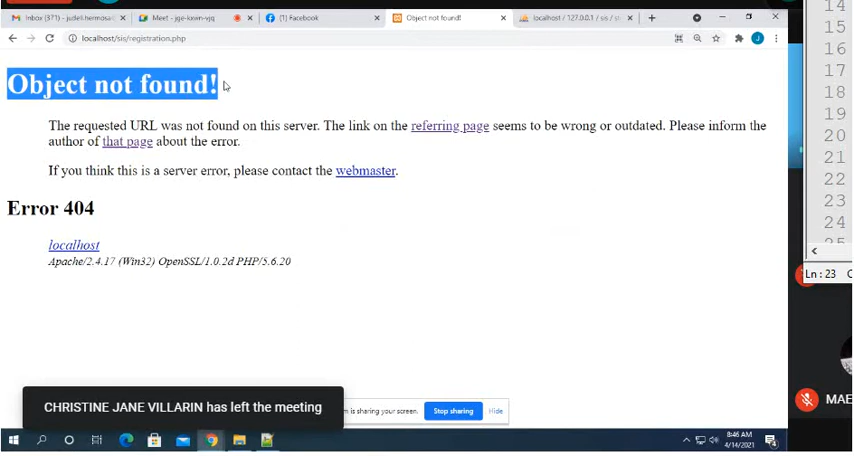 Inbox (371) - judell.hermosa
Meet - jge-ixsn-vjq
(1) Facebook
Object not found!
localhost / 127.0.0.1 / sis / st
localhost/sis/registration.php
J
Object not found!
The requested URL was not found on this server. The link on the referring page seems to be wrong or outdated. Please inform the
author of that page about the error.
If you think this is a server error, please contact the webmaster.
Error 404
localhost
Apache/2.4.17 (Win32) OpenSSL/1.0.2d PHP/5.6.20
CHRISTINE JANE VILLARIN has left the meeting
is sharing your screen.
Stop sharing
Hide
14
15
16
17
18
19
20
21
22
23
24
25
Ln : 23
MAE
8:46 AM
4/14/2021
4